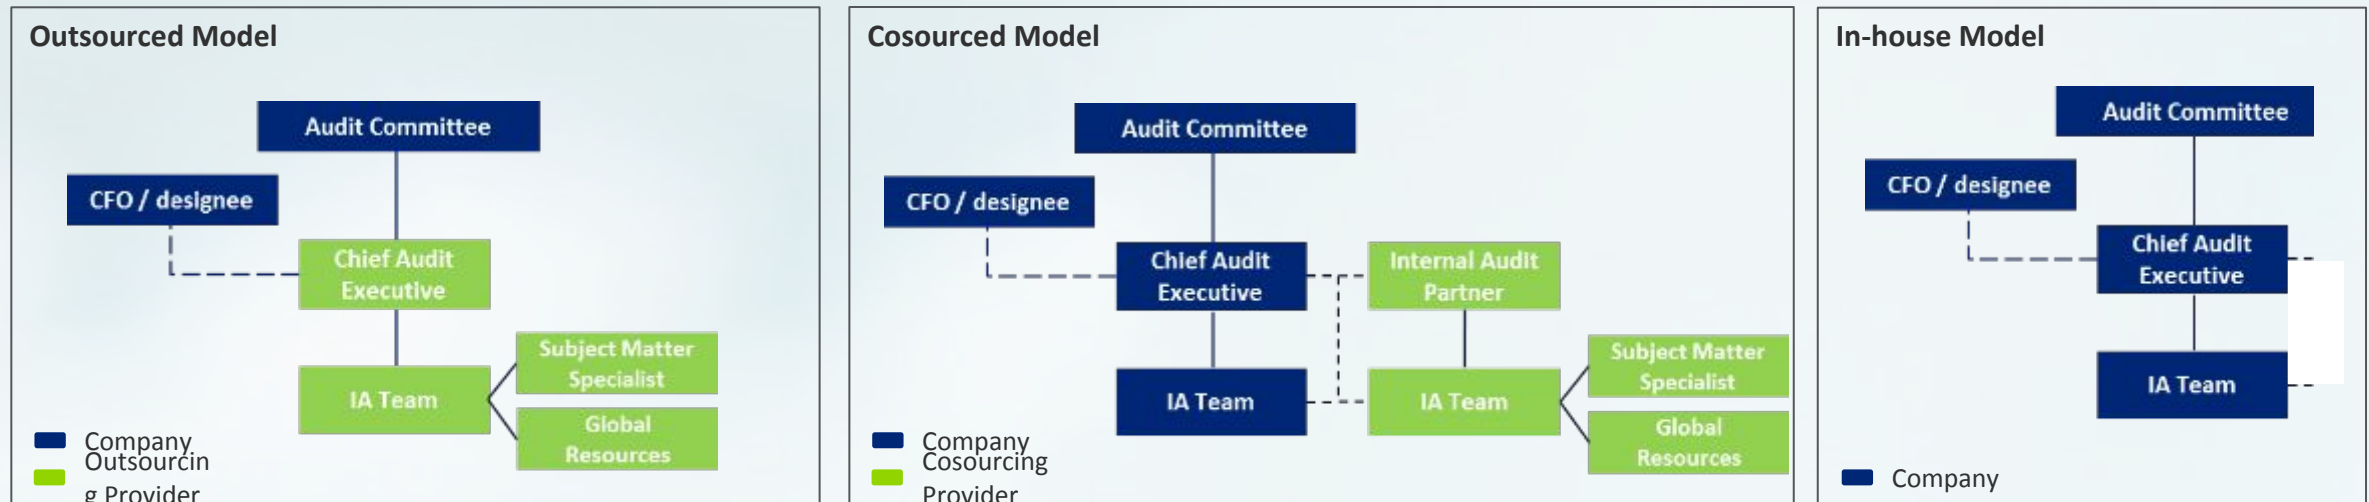 Outsourced Model
Audit Committee
CFO / designee
Chief Audit
Executive
Subject Matter
Specialist
IA Team
Global
Resources
Company
Outsourcin
g Provider
Cosourced Model
Audit Committee
CFO / designee
Chief Audit
Executive
Internal Audit
Partner
Subject Matter
Specialist
IA Team
IA Team
Global
Resources
Company
Cosourcing
Provider
In-house Model
Audit Committee
CFO / designee
Chief Audit
Executive
IA Team
Company